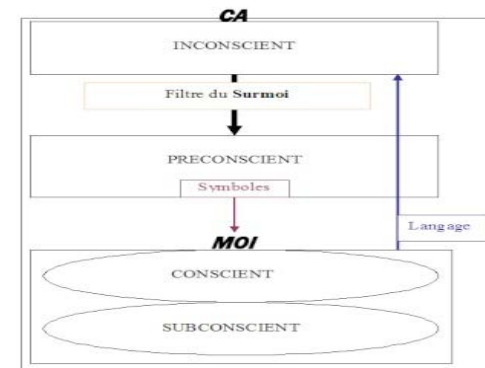 CA
INCONSCIENT
Filtre du Surmoi
PRECONSCIENT
Symboles
Langage
MOI
CONSCIENT
SUBCONSCIENT